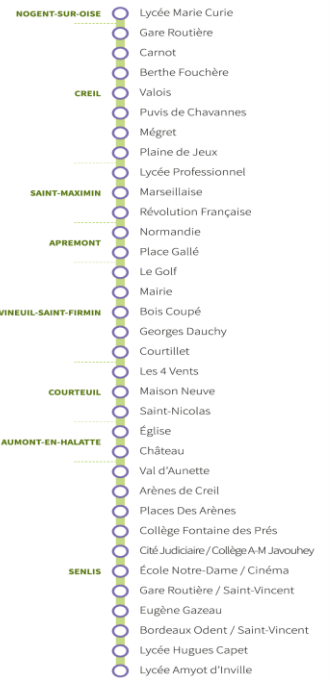 NOGENT-SUR-OISE
Lycée Marie Curie
Gare Routière
Carnot
Berthe Fouchère
CREIL
Valois
Puvis de Chavannes
Mégret
Plaine de Jeux
Lycée Professionnel
SAINT-MAXIMIN
Marseillaise
Révolution Française
Normandie
APREMONT
Place Gallé
Le Golf
Mairie
VINEUIL-SAINT-FIRMIN
Bois Coupé
Georges Dauchy
Courtillet
Les 4 Vents
COURTEUIL
Maison Neuve
Saint-Nicolas
Église
AUMONT-EN-HALATTE
Château
Val d'Aunette
Arènes de Creil
Places Des Arènes
Collège Fontaine des Prés
Cité Judiciaire / Collège A-M Javouhey
SENLIS
École Notre-Dame / Cinéma
Gare Routière / Saint-Vincent
Eugène Gazeau
Bordeaux Odent / Saint-Vincent
Lycée Hugues Capet
Lycée Amyot d'Inville